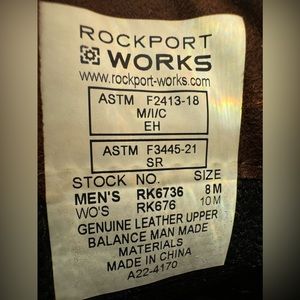 ROCKPORT
WORKS
www.rockport-works.com
ASTM F2413-18
M/I/C
EH
ASTM F3445-21
SR
STOCK NO. SIZE
MEN'S RK6736 8 M
WO'S RK676 10 M
GENUINE LEATHER UPPER
BALANCE MAN MADE
MATERIALS
MADE IN CHINA
A22-4170